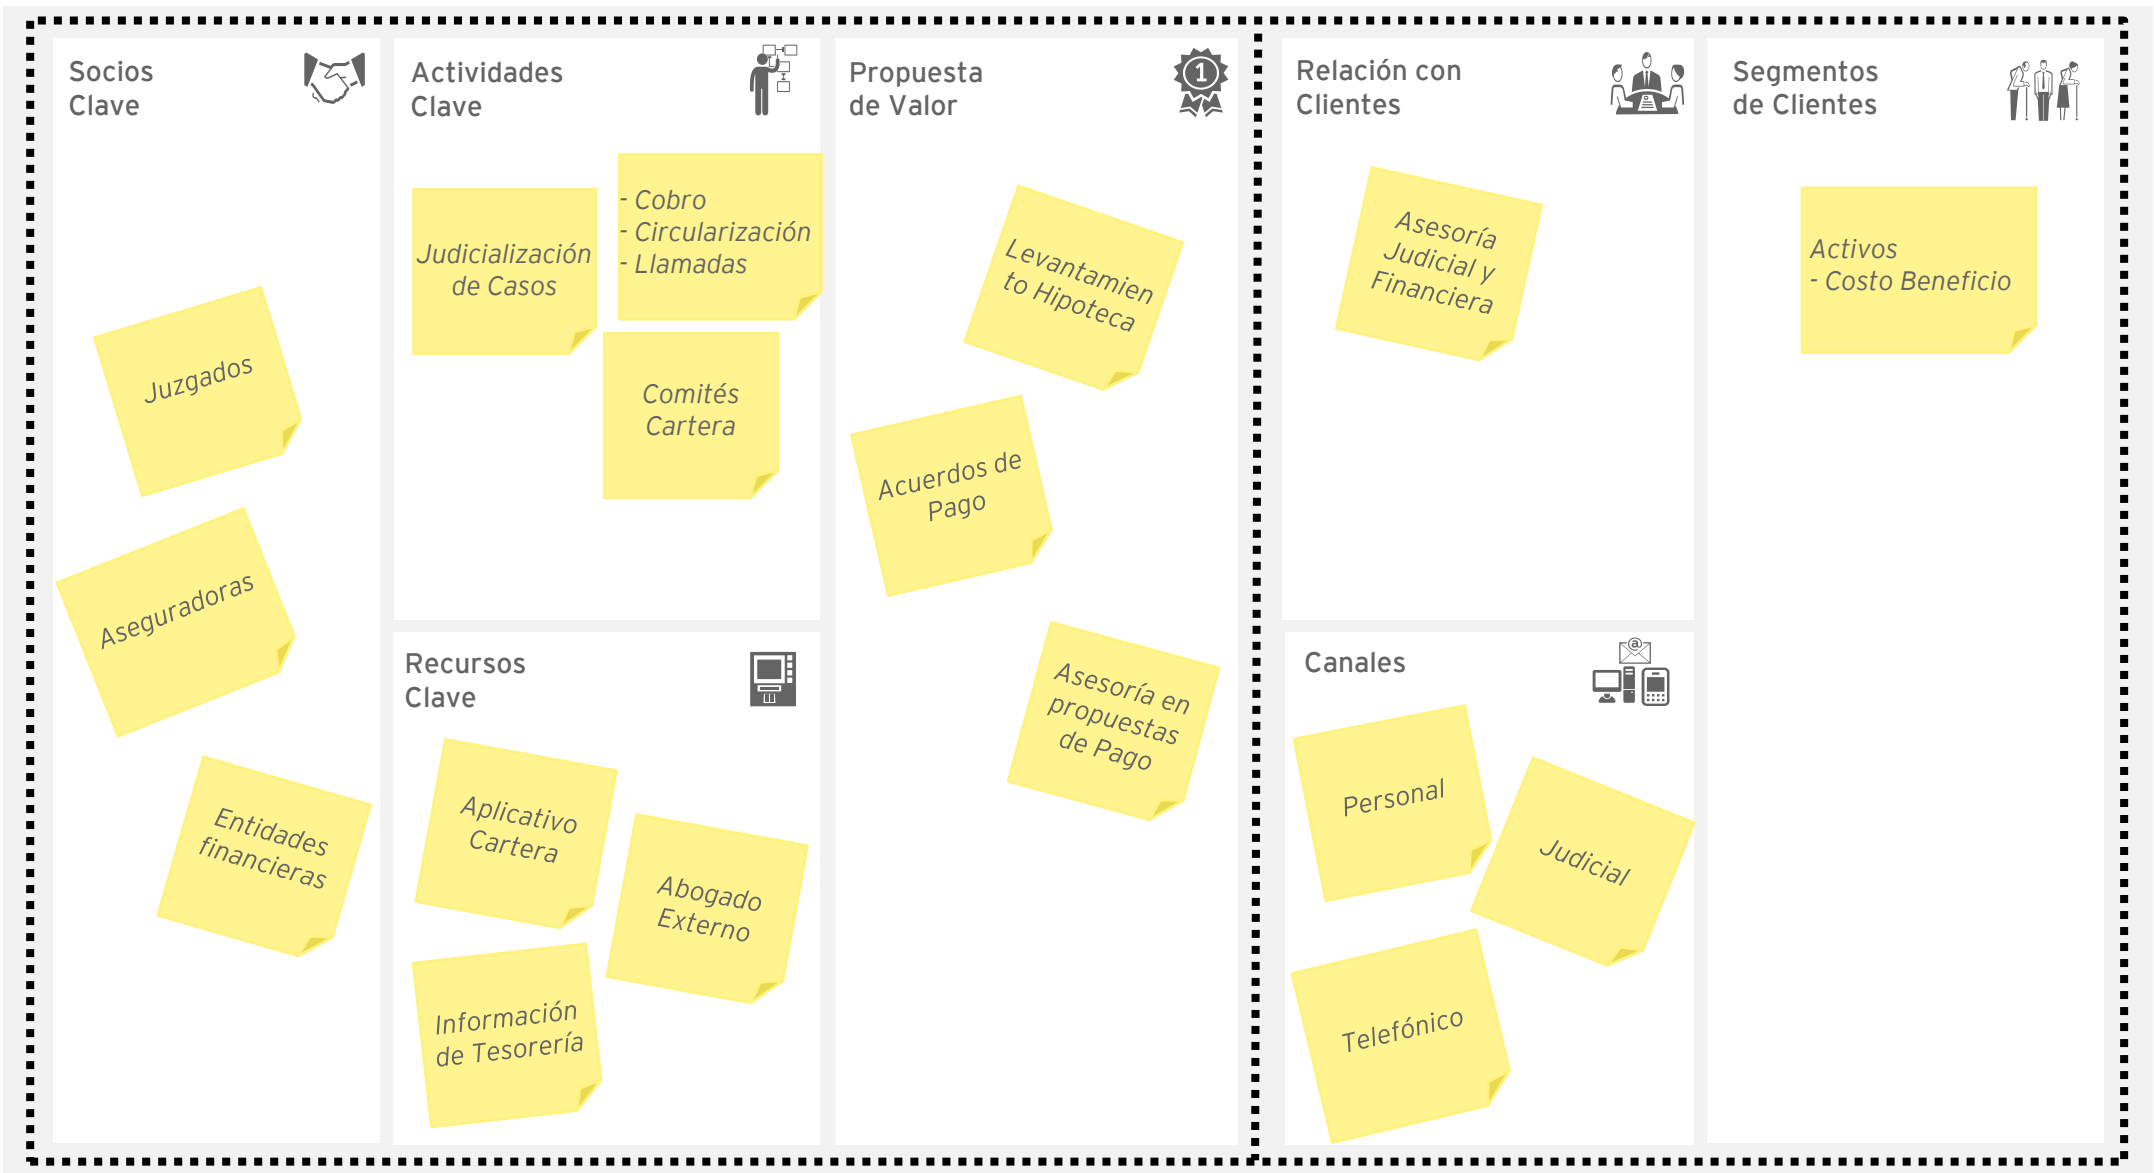 Socios
Clave
Juzgados
Aseguradoras
Entidades
financieras
Actividades
Clave
Judicialización
de Casos
- Cobro
- Circularización
- Llamadas
Comités
Cartera
Recursos
Clave
Aplicativo
Cartera
Abogado
Externo
Información
de Tesorería
Propuesta
de Valor
1
Levantamien
to Hipoteca
Acuerdos de
Pago
Asesoría en
propuestas
de Pago
Relación con
Clientes
Asesoría
Judicial y
Financiera
Canales
@
Personal
Judicial
Telefónico
Segmentos
de Clientes
Activos
- Costo Beneficio